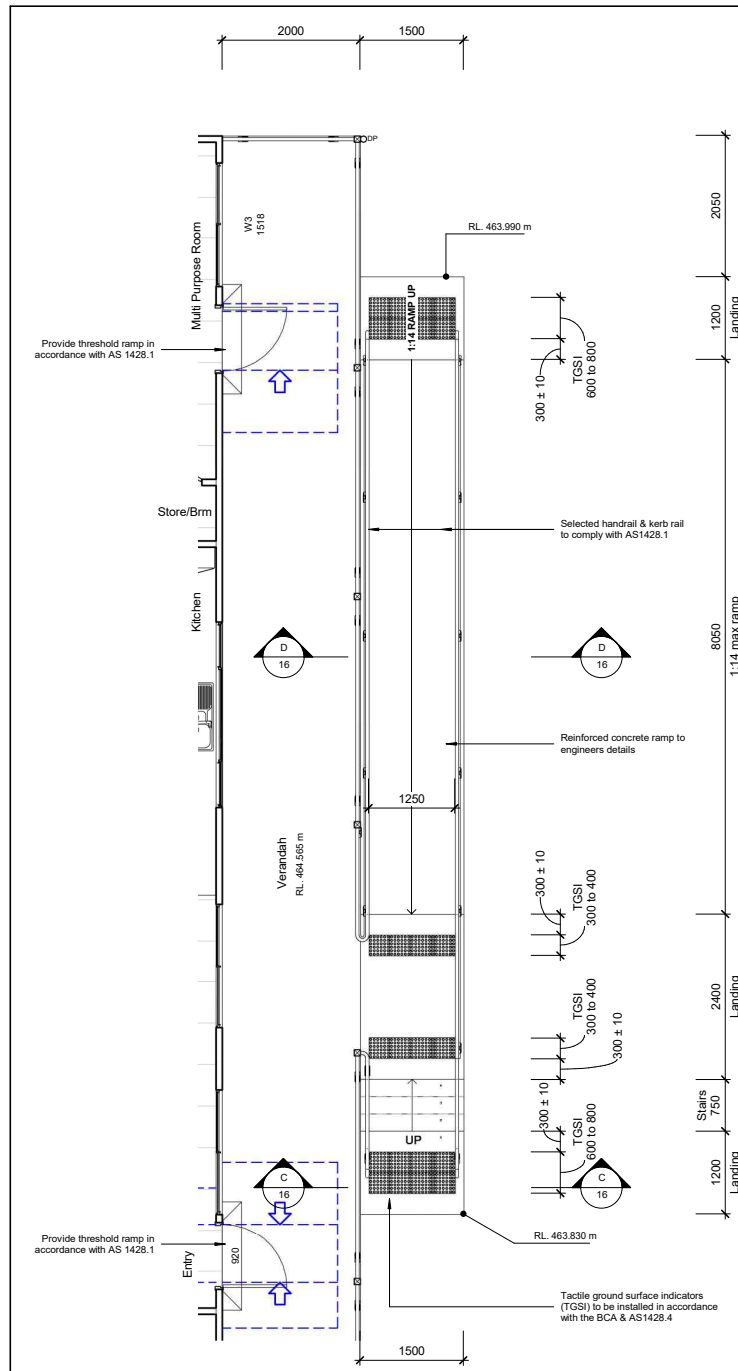 2000
1500
DP
W3
1518
Multi Purpose Room
RL. 463.990 m
2050
1:14 RAMP UP
1200
Landing
TGSI
600 to 800
300 ± 10
Provide threshold ramp in
accordance with AS 1428.1
Store/Brm
Selected handrail & kerb rail
to comply with AS1428.1
Kitchen
D
16
D
16
8050
1:14 max ramp
Reinforced concrete ramp to
engineers details
1250
Verandah
RL. 464.565 m
300 ± 10
TGSI
300 to 400
2400
Landing
TGSI
300 to 400
300 ± 10
Stairs
750
300 ± 10
UP
TGSI
600 to 800
1200
Landing
C
16
C
16
RL. 463.830 m
Provide threshold ramp in
accordance with AS 1428.1
920
Entry
Tactile ground surface indicators
(TGSI) to be installed in accordance
with the BCA & AS1428.4
1500